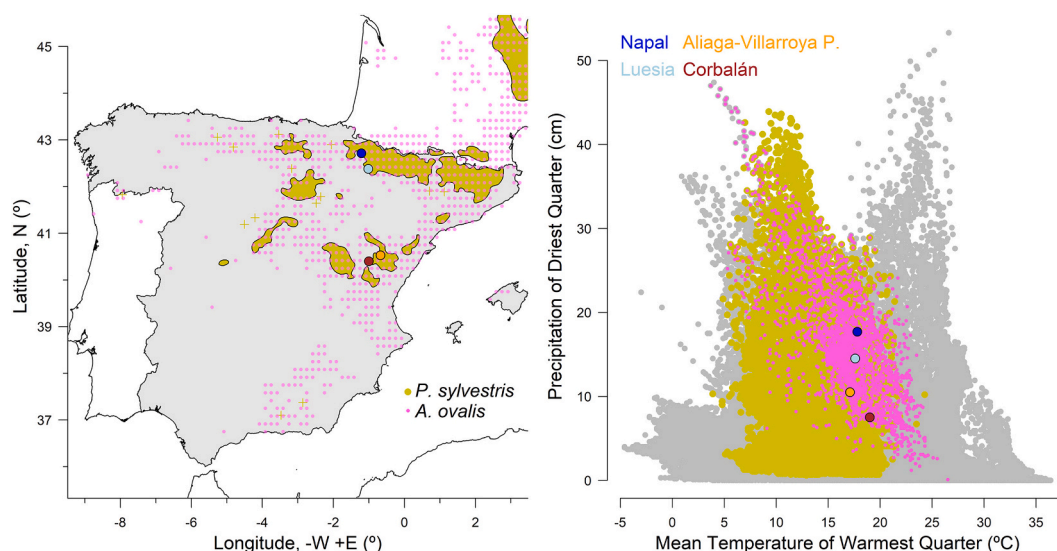 45
43
41
39
37
Latitude, N (º)
P. sylvestris
A. ovalis
-8 -6 -4 -2 0 2
Longitude, -W +E (º)
Napal Aliaga-Villarroya P.
Luesia Corbalán
50
40
30
20
10
0
Precipitation of Driest Quarter (cm)
-5 0 5 10 15 20 25 30 35
Mean Temperature of Warmest Quarter (ºC)